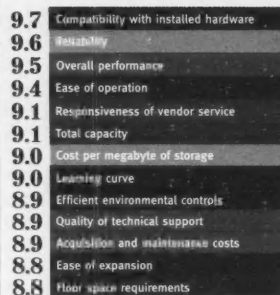 9.7 Compatibility with installed hardware
9.6 Reliability
9.5 Overall performance
9.4 Ease of operation
9.1 Responsiveness of vendor service
9.1 Total capacity
9.0 Cost per megabyte of storage
9.0 Learning curve
8.9 Efficient environmental controls
8.9 Quality of technical support
8.9 Acquisition and maintenance costs
8.8 Ease of expansion
8.8 Floor space requirements